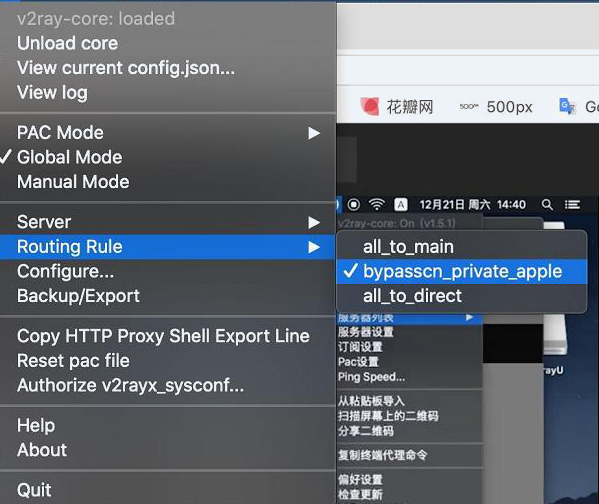 v2ray-core: loaded
Unload core
View current config.json...
View log
PAC Mode
Global Mode
Manual Mode
Server
Routing Rule
Configure...
Backup/Export
Copy HTTP Proxy Shell Export Line
Reset pac file
Authorize v2rayx_sysconf...
Help
About
Quit
花瓣网
500px 500px
Go
A 12月21日 周六 14:40
v2ray-core: On (v1.5.1)
all_to_main
bypasscn_private_apple
all_to_direct
服务器列表
服务器设置
订阅设置
Pac设置
Ping Speed...
从粘贴板导入
扫描屏幕上的二维码
分享二维码
复制终端代理命令
偏好设置
检查更新
rayU